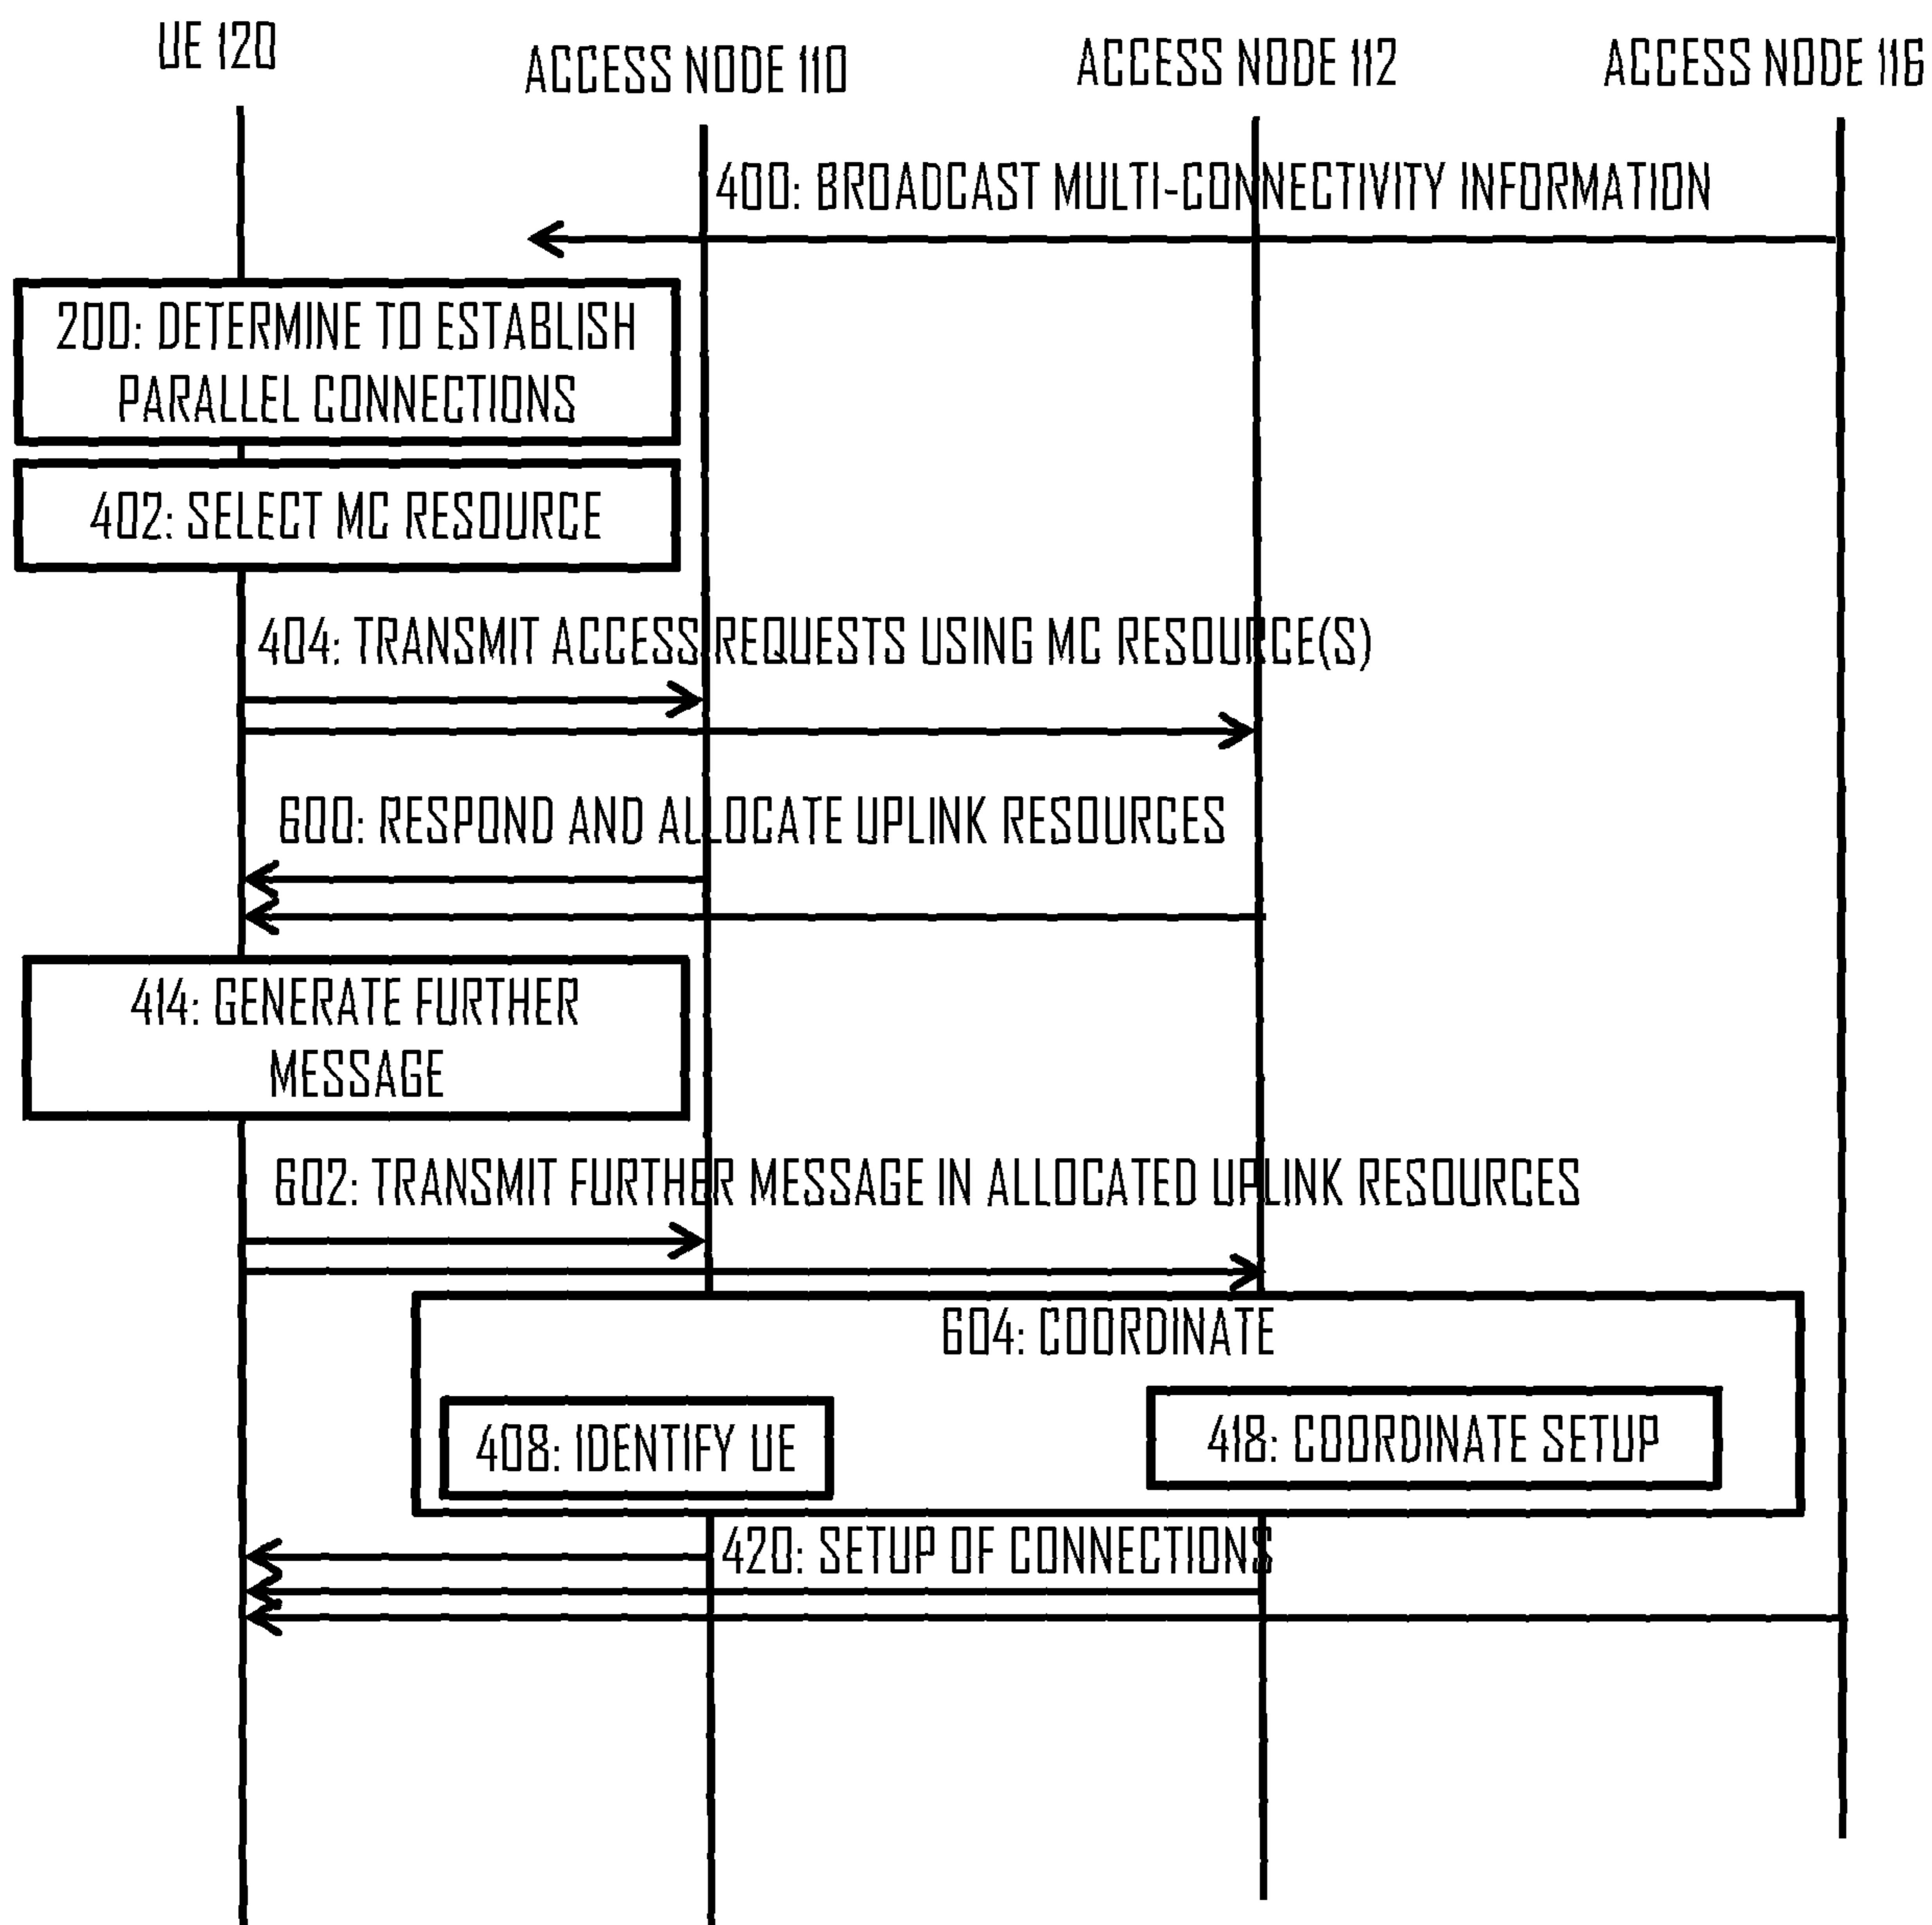 UE 120
ACCESS NODE 110
ACCESS NODE 112
ACCESS NODE 116
400: BROADCAST MULTI-CONNECTIVITY INFORMATION
200: DETERMINE TO ESTABLISH
PARALLEL CONNECTIONS
402: SELECT MC RESOURCE
404: TRANSMIT ACCESS REQUESTS USING MC RESOURCE(S)
600: RESPOND AND ALLOCATE UPLINK RESOURCES
414: GENERATE FURTHER
MESSAGE
602: TRANSMIT FURTHER MESSAGE IN ALLOCATED UPLINK RESOURCES
604: COORDINATE
408: IDENTIFY UE
418: COORDINATE SETUP
420: SETUP OF CONNECTIONS